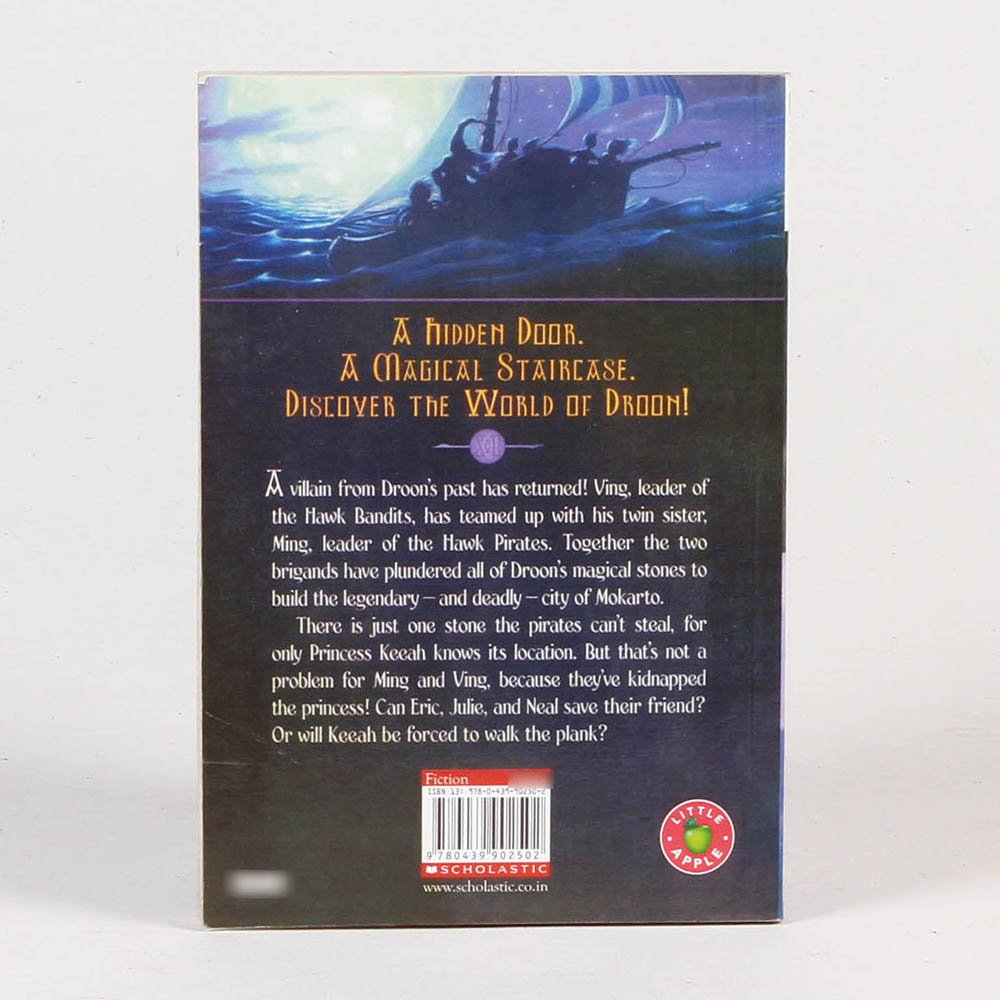 A Hidden Door.
A Magical Staircase.
Discover the World of Droon!
A villain from Droon's past has returned! Ving, leader of
the Hawk Bandits, has teamed up with his twin sister,
Ming, leader of the Hawk Pirates. Together the two
brigands have plundered all of Droon's magical stones to
build the legendary – and deadly – city of Mokarto.
There is just one stone the pirates can't steal, for
only Princess Keeah knows its location. But that's not a
problem for Ming and Ving, because they've kidnapped
the princess! Can Eric, Julie, and Neal save their friend?
Or will Keeah be forced to walk the plank?
Fiction
ISBN-13: 978-0-439-90250-2
9 780439 902502
SCHOLASTIC
www.scholastic.co.in
LITTLE
APPLE